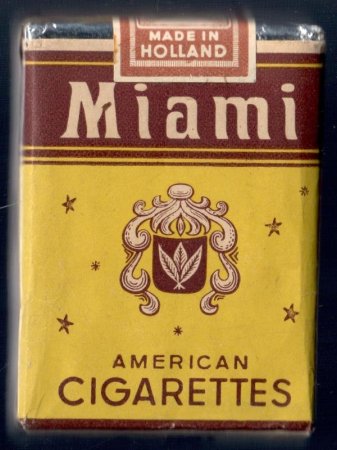 MADE IN
HOLLAND
Miami
AMERICAN
CIGARETTES